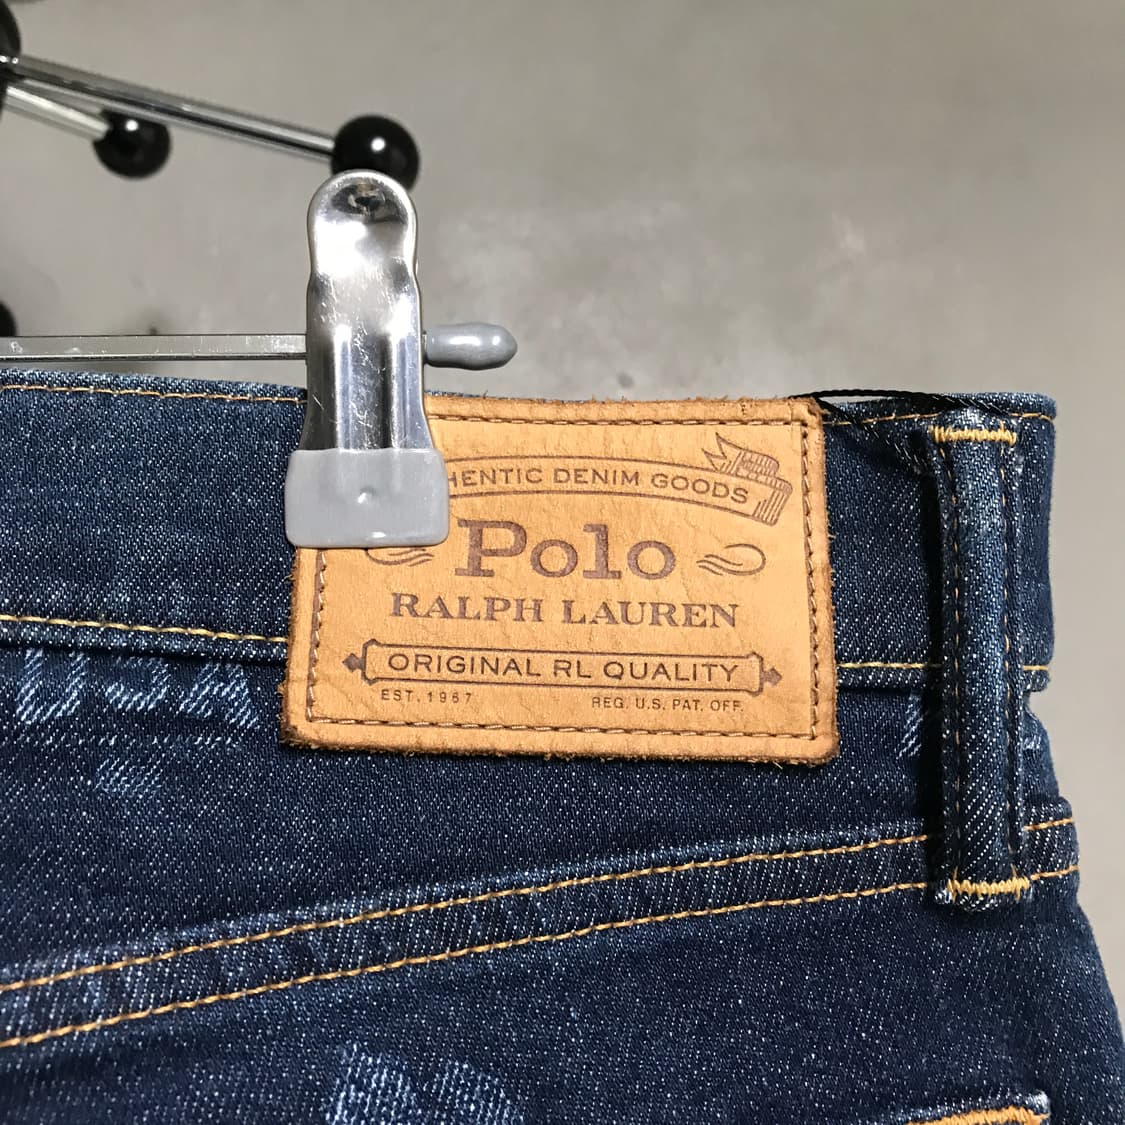 HENTIC DENIM GOODS
Polo
RALPH LAUREN
ORIGINAL RL QUALITY
EST. 1967
REG. U.S. PAT. OFF.